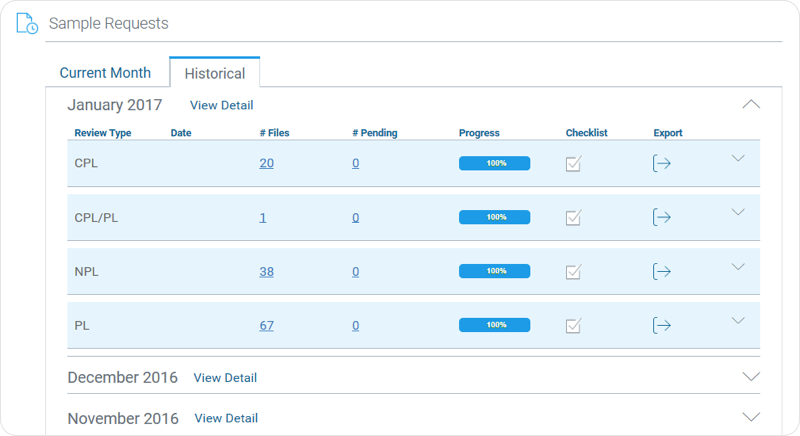 Sample Requests
Current Month Historical
January 2017 View Detail
Review Type Date # Files # Pending Progress Checklist Export
CPL 20 0 100%
CPL/PL 1 0 100%
NPL 38 0 100%
PL 67 0 100%
December 2016 View Detail
November 2016 View Detail